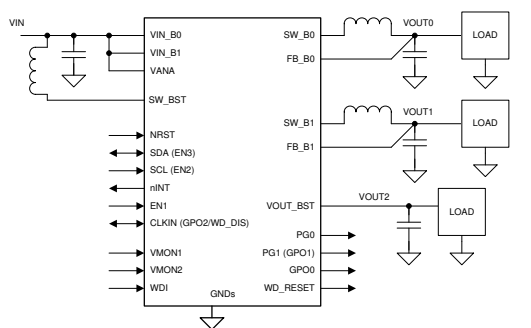 VIN
VIN_B0
VIN_B1
VANA
SW_BST
NRST
SDA (EN3)
SCL (EN2)
nINT
EN1
CLKIN (GPO2/WD_DIS)
VMON1
VMON2
WDI
GNDs
SW_B0
FB_B0
SW_B1
FB_B1
VOUT_BST
PG0
PG1 (GPO1)
GPO0
WD_RESET
VOUT0
LOAD
VOUT1
LOAD
VOUT2
LOAD